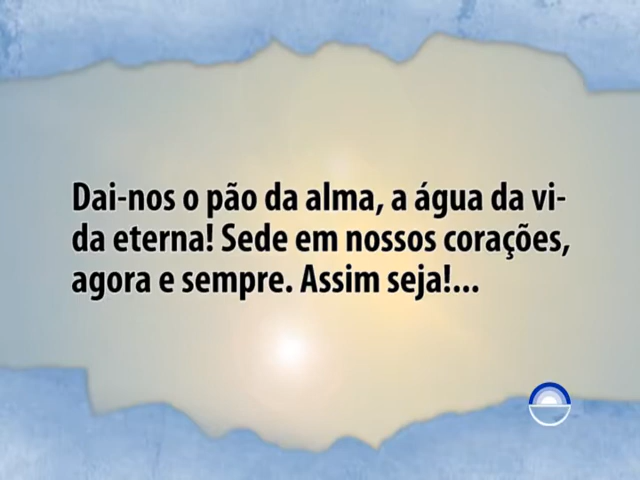 Dai-nos o pão da alma, a água da vi-
da eterna! Sede em nossos corações,
agora e sempre. Assim seja!...